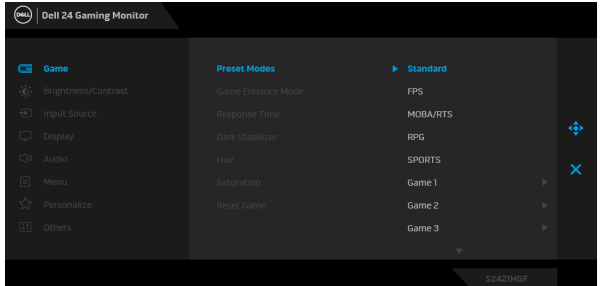 DELL Dell 24 Gaming Monitor
Game
Brightness/Contrast
Input Source
Display
Audio
Menu
Personalize
Others
Preset Modes
Game Enhance Mode
Response Time
Dark Stabilizer
Hue
Saturation
Reset Game
Standard
FPS
MOBA/RTS
RPG
SPORTS
Game 1
Game 2
Game 3
S2421HGF